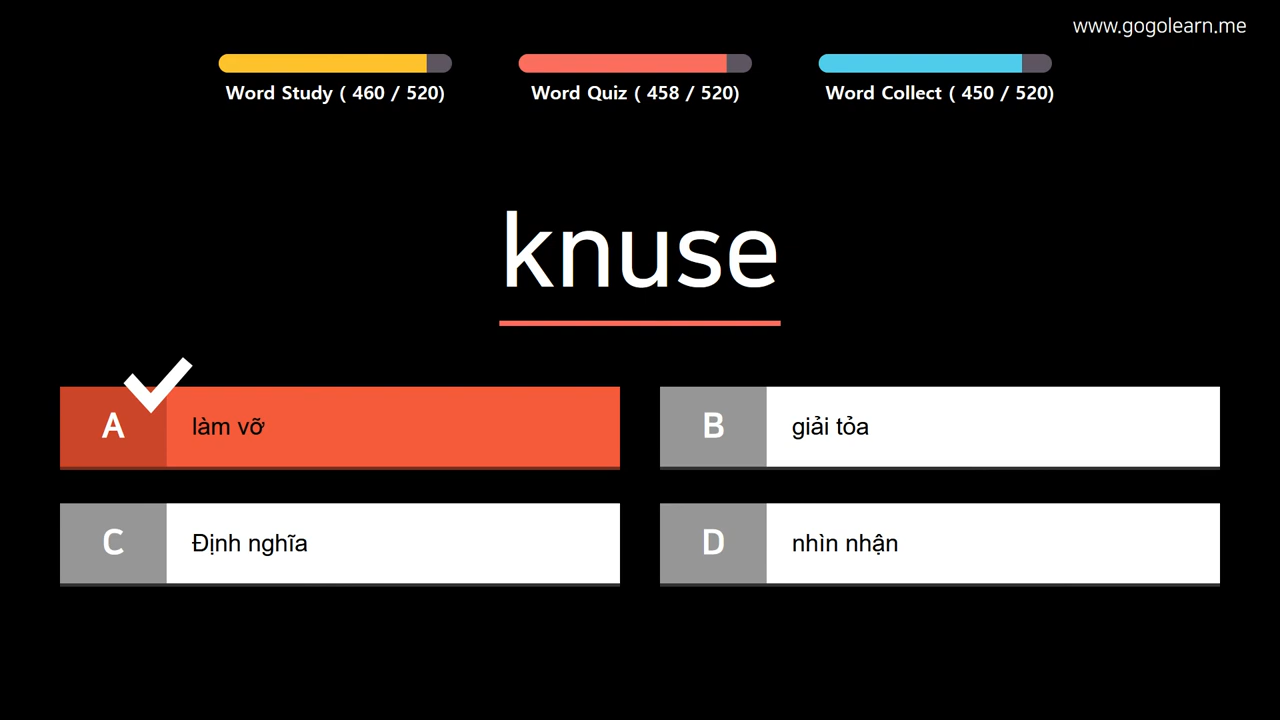 www.gogolearn.me
Word Study ( 460 / 520)
Word Quiz ( 458 / 520)
Word Collect ( 450 / 520)
knuse
A làm vỡ
B giải tỏa
C Định nghĩa
D nhìn nhận